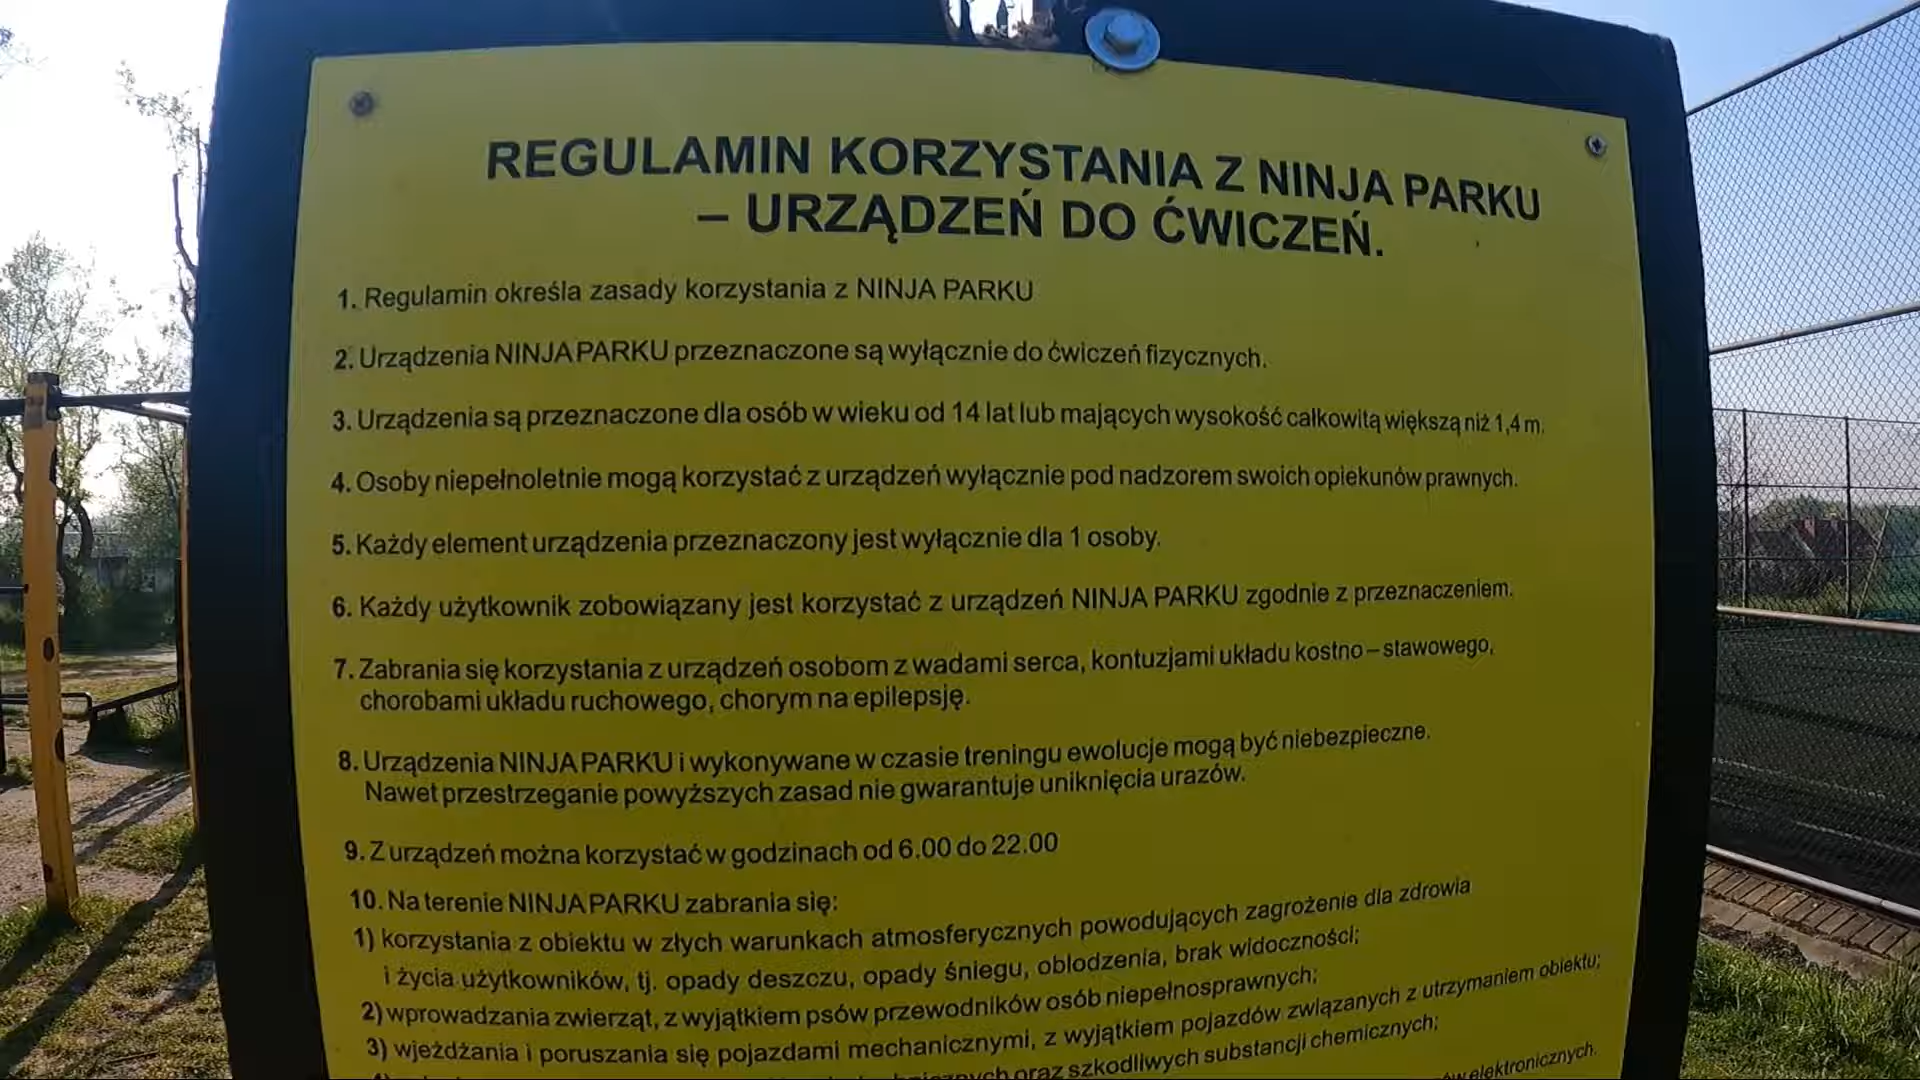 REGULAMIN KORZYSTANIA Z NINJA PARKU
– URZĄDZEŃ DO ĆWICZEŃ.
1. Regulamin określa zasady korzystania z NINJA PARKU
2. Urządzenia NINJA PARKU przeznaczone są wyłącznie do ćwiczeń fizycznych.
3. Urządzenia są przeznaczone dla osób w wieku od 14 lat lub mających wysokość całkowitą większą niż 1,4 m.
4. Osoby niepełnoletnie mogą korzystać z urządzeń wyłącznie pod nadzorem swoich opiekunów prawnych.
5. Każdy element urządzenia przeznaczony jest wyłącznie dla 1 osoby.
6. Każdy użytkownik zobowiązany jest korzystać z urządzeń NINJA PARKU zgodnie z przeznaczeniem.
7. Zabrania się korzystania z urządzeń osobom z wadami serca, kontuzjami układu kostno – stawowego,
chorobami układu ruchowego, chorym na epilepsję.
8. Urządzenia NINJA PARKU i wykonywane w czasie treningu ewolucje mogą być niebezpieczne.
Nawet przestrzeganie powyższych zasad nie gwarantuje uniknięcia urazów.
9. Z urządzeń można korzystać w godzinach od 6.00 do 22.00
10. Na terenie NINJA PARKU zabrania się:
1) korzystania z obiektu w złych warunkach atmosferycznych powodujących zagrożenie dla zdrowia
i życia użytkowników, tj. opady deszczu, opady śniegu, oblodzenia, brak widoczności;
2) wprowadzania zwierząt, z wyjątkiem psów przewodników osób niepełnosprawnych;
3) wjeżdżania i poruszania się pojazdami mechanicznymi, z wyjątkiem pojazdów związanych z utrzymaniem obiektu;
oraz szkodliwych substancji chemicznych;
elektronicznych.